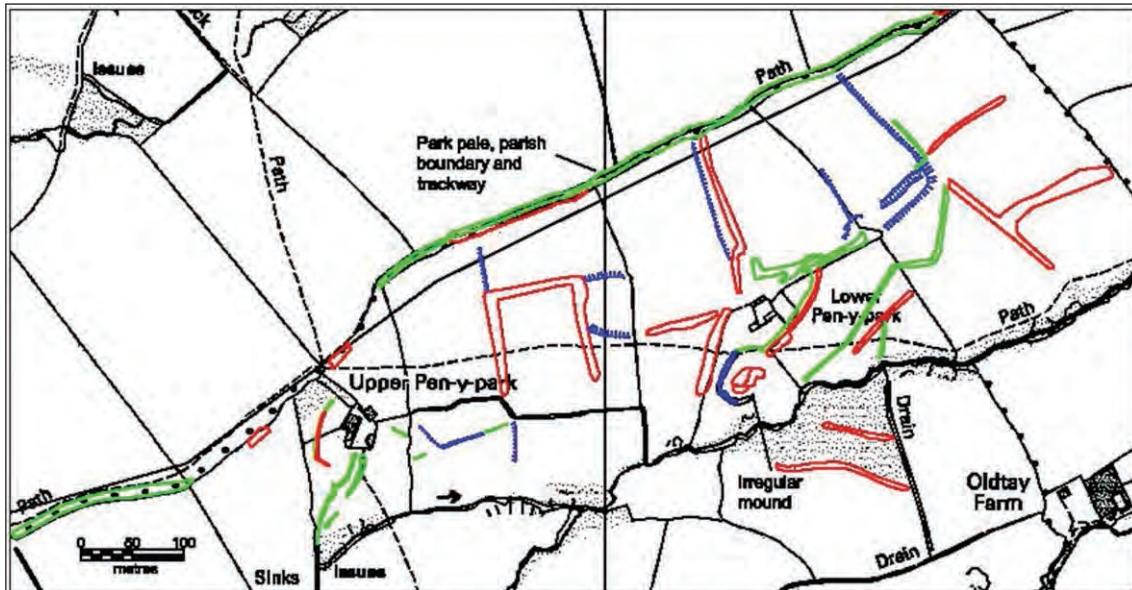 ck
Issues
Path
Path
Park pale, parish
boundary and
trackway
Lower
Pen-y-park
Path
Upper Pen-y-park
Drain
Irregular
mound
Oldtay
Farm
Path
0 50 100
metres
Sinks
Issues
Drain